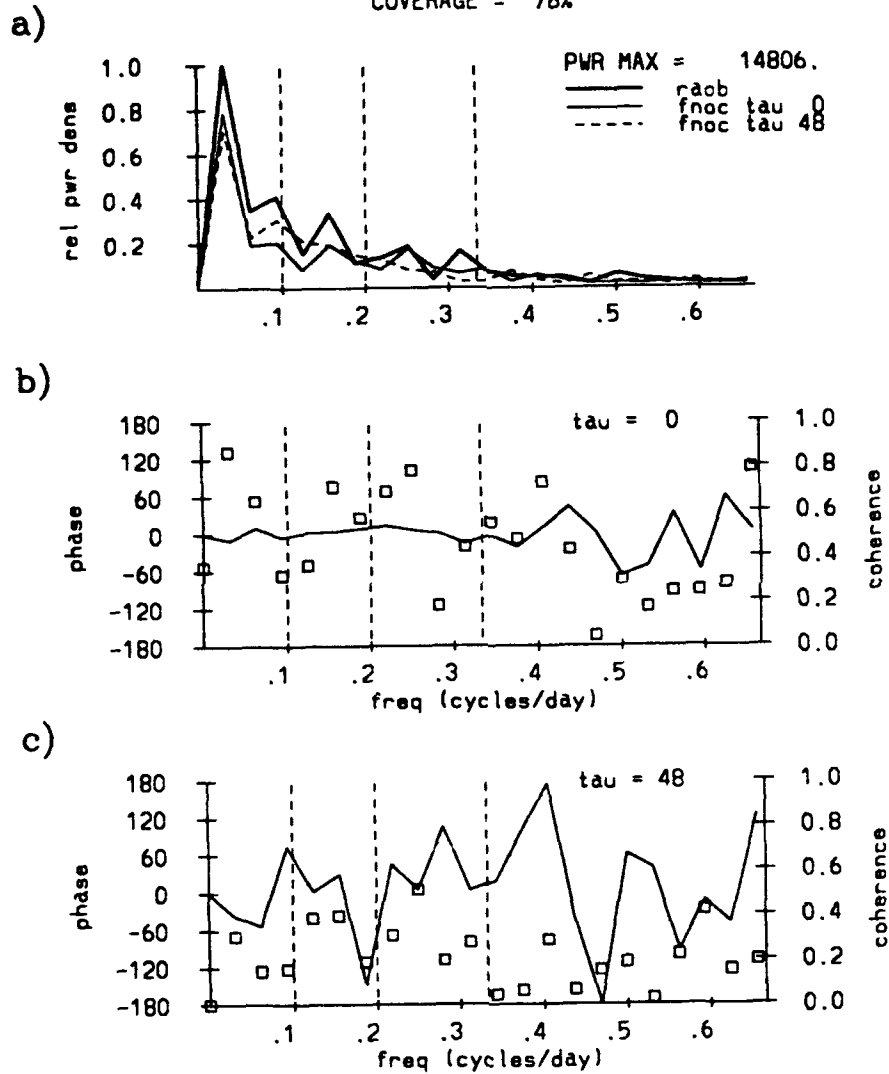 COVERAGE = 78%
a)
PWR MAX = 14806.
raob
fnoc tau 0
fnoc tau 48
rel pwr dens
1.0
0.8
0.6
0.4
0.2
.1 .2 .3 .4 .5 .6
b)
tau = 0
phase
180
120
60
0
-60
-120
-180
1.0
0.8
0.6
0.4
0.2
0.0
coherence
.1 .2 .3 .4 .5 .6
freq (cycles/day)
c)
tau = 48
phase
180
120
60
0
-60
-120
-180
1.0
0.8
0.6
0.4
0.2
0.0
coherence
.1 .2 .3 .4 .5 .6
freq (cycles/day)